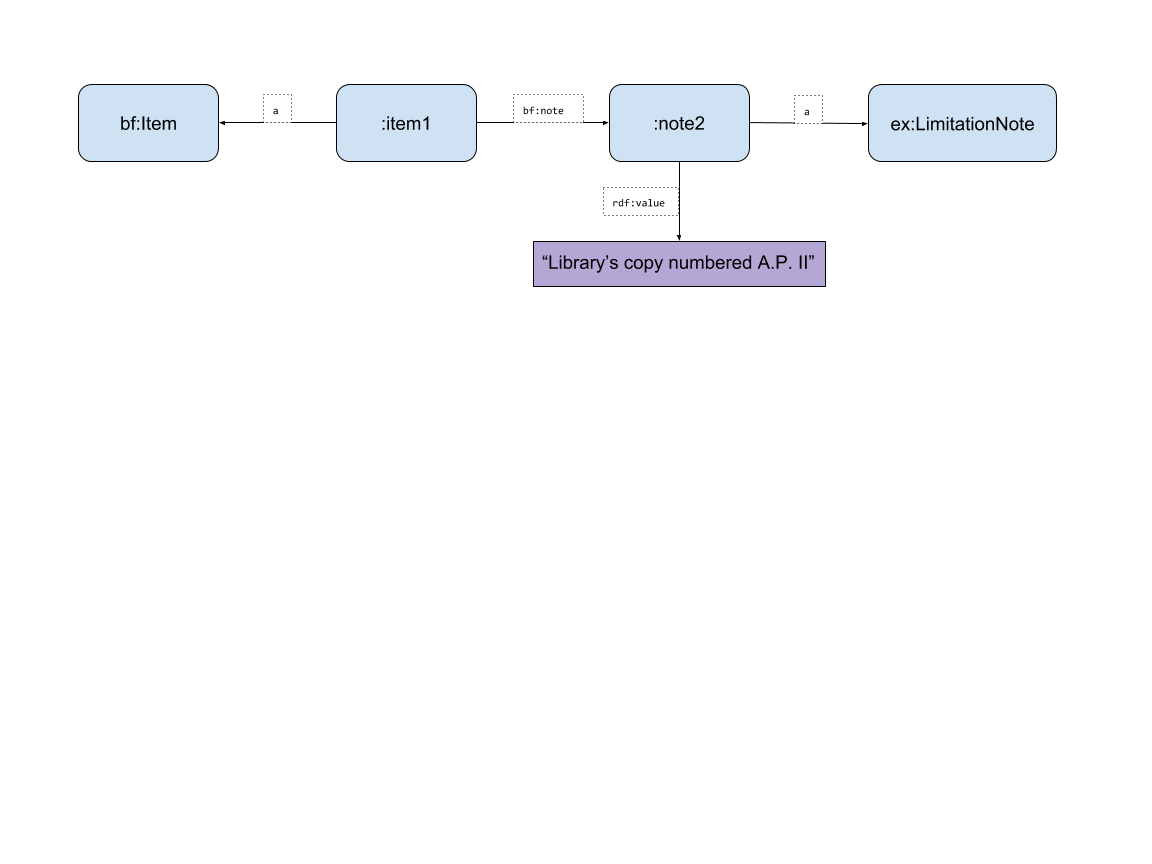 a
bf:note
a
bf:Item
:item1
:note2
ex:LimitationNote
rdf:value
“Library’s copy numbered A.P. II”